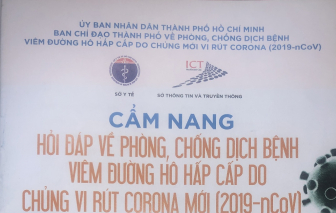 ỦY BAN NHÂN DÂN THÀNH PHỐ HỒ CHÍ MINH
BAN CHỈ ĐẠO THÀNH PHỐ VỀ PHÒNG, CHỐNG DỊCH BỆNH
VIÊM ĐƯỜNG HÔ HẤP CẤP DO CHỦNG MỚI VI RÚT CORONA (2019-nCoV)
ICT
SỞ Y TẾ
SỞ THÔNG TIN VÀ TRUYỀN THÔNG
CẨM NANG
HỎI ĐÁP VỀ PHÒNG, CHỐNG DỊCH BỆNH
VIÊM ĐƯỜNG HÔ HẤP CẤP DO
CHỦNG VI RÚT CORONA MỚI (2019-nCoV)